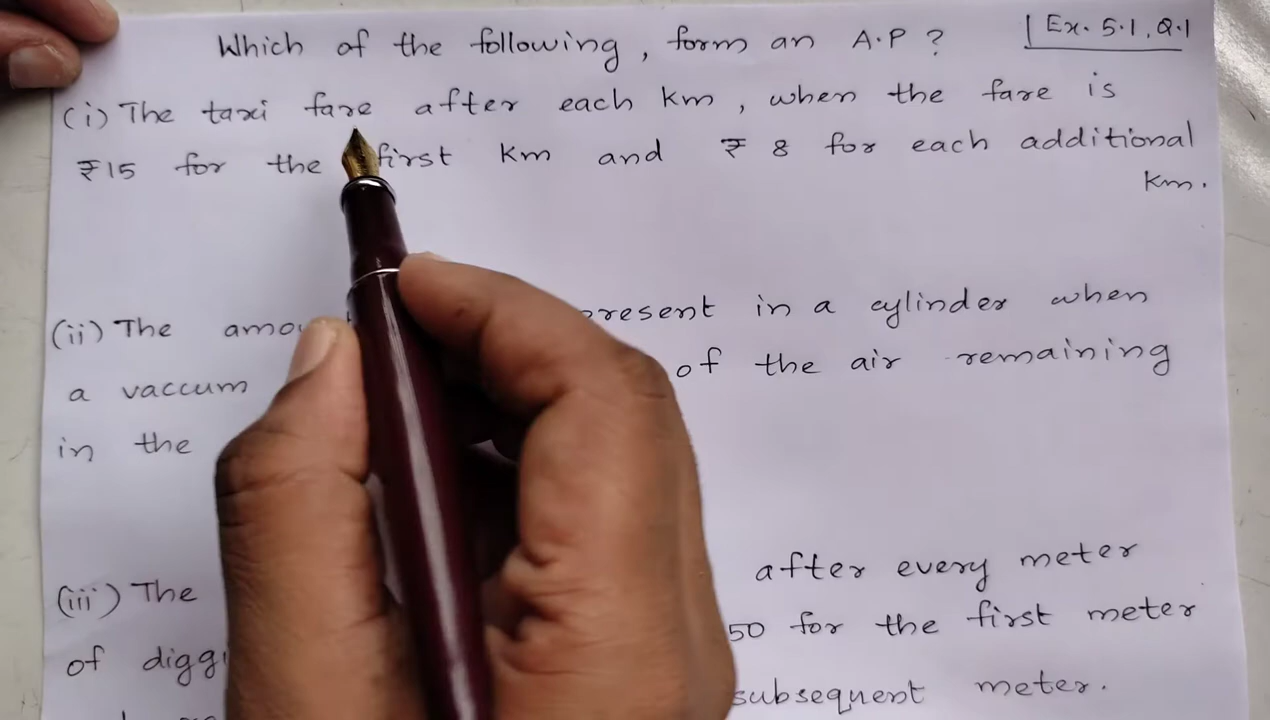 Which of the following, form an A.P ?
Ex. 5.1, Q.1
(i) The taxi fare after each km, when the fare is
₹15 for the first km and ₹ 8 for each additional
km.
(ii) The present in a cylinder when
a vaccum of the air remaining
in the
(iii) The after every meter
of 50 for the first meter
subsequent meter.